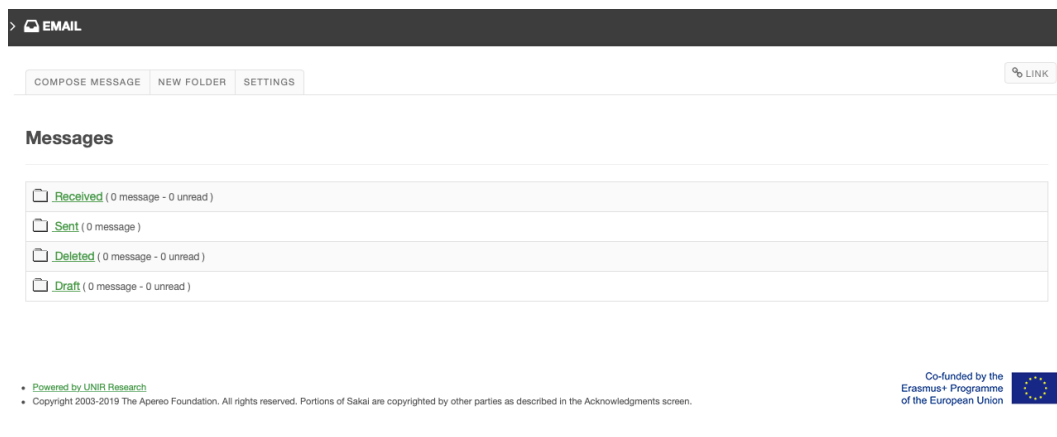 EMAIL
LINK
COMPOSE MESSAGE NEW FOLDER SETTINGS
Messages
Received ( 0 message - 0 unread )
Sent ( 0 message )
Deleted ( 0 message - 0 unread )
Draft ( 0 message - 0 unread )
Powered by UNIR Research
Copyright 2003-2019 The Apereo Foundation. All rights reserved. Portions of Sakai are copyrighted by other parties as described in the Acknowledgments screen.
Co-funded by the
Erasmus+ Programme
of the European Union